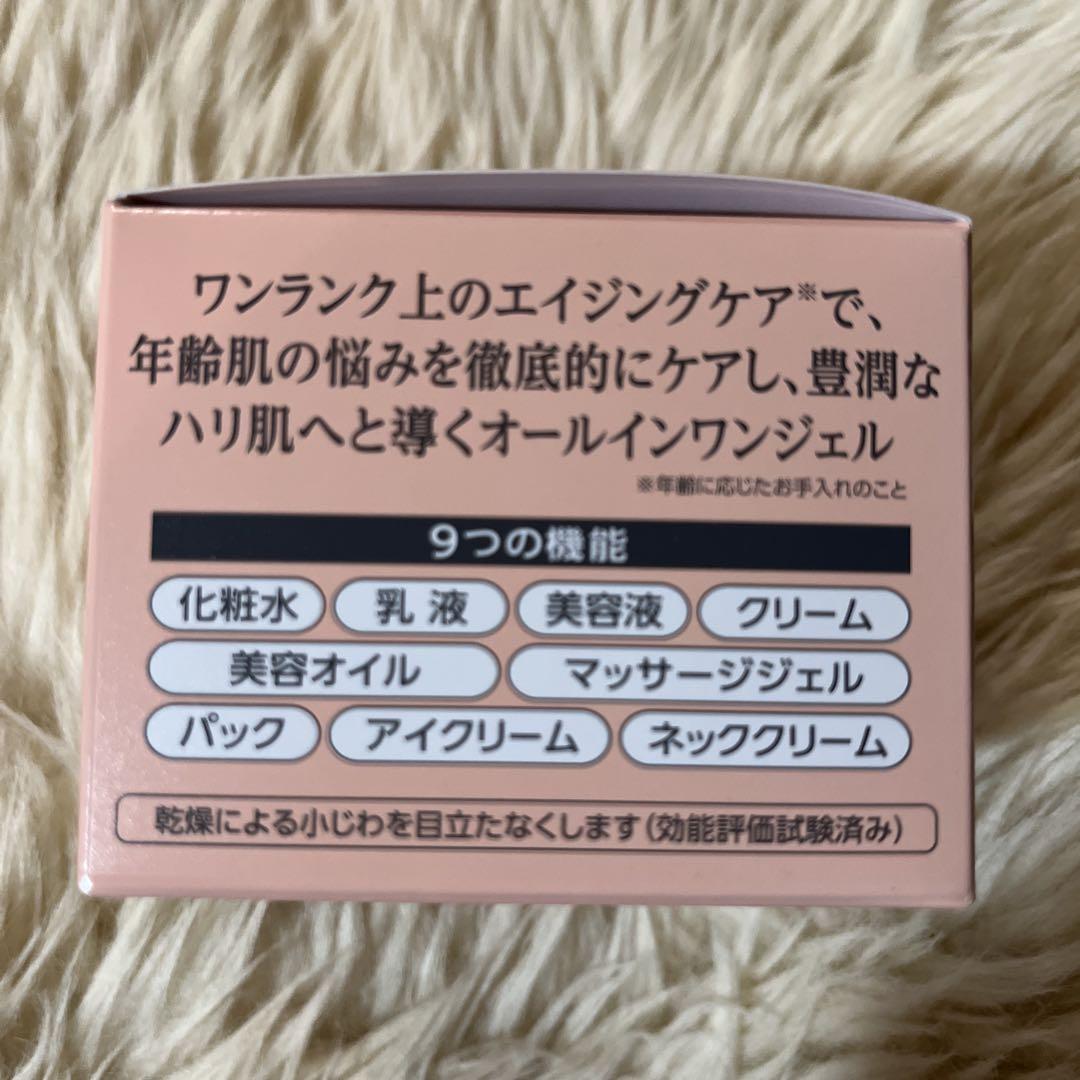 ワンランク上のエイジングケア※で、
年齢肌の悩みを徹底的にケアし、豊潤な
ハリ肌へと導くオールインワンジェル
※年齢に応じたお手入れのこと
9つの機能
化粧水 乳液 美容液 クリーム
美容オイル マッサージジェル
パック アイクリーム ネッククリーム
乾燥による小じわを目立たなくします(効能評価試験済み)